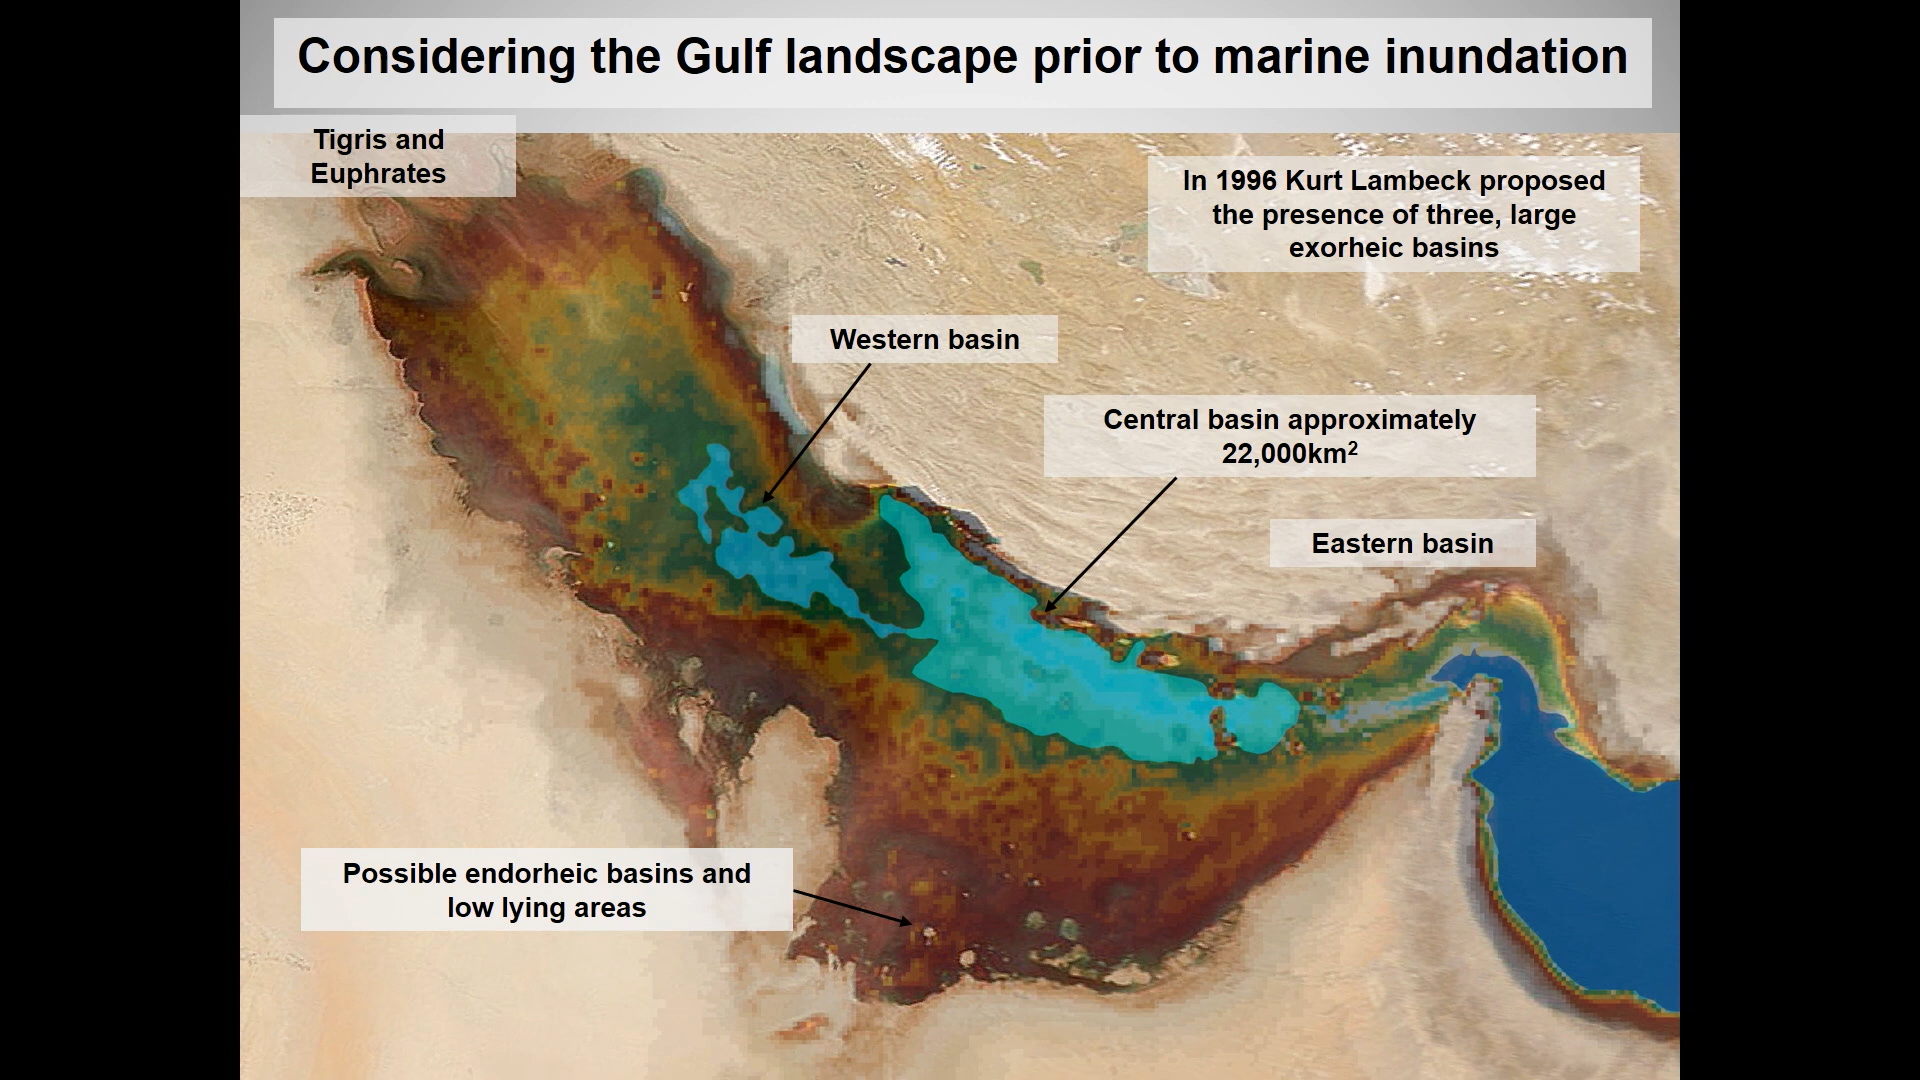 Considering the Gulf landscape prior to marine inundation
Tigris and
Euphrates
In 1996 Kurt Lambeck proposed
the presence of three, large
exorheic basins
Western basin
Central basin approximately
22,000km²
Eastern basin
Possible endorheic basins and
low lying areas